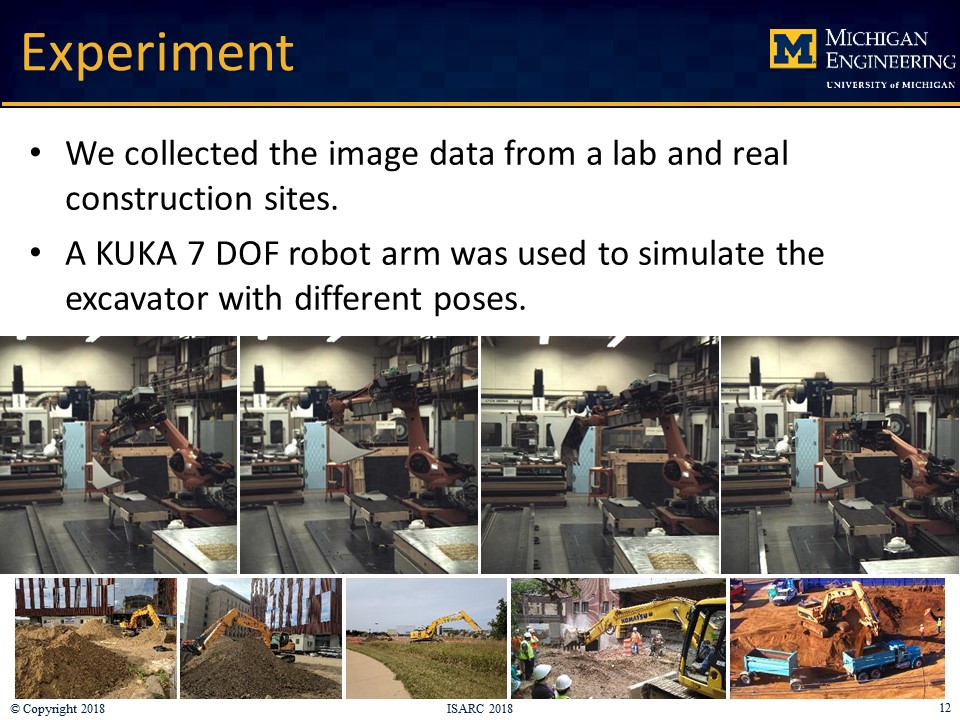 Experiment
MICHIGAN
ENGINEERING
UNIVERSITY of MICHIGAN
• We collected the image data from a lab and real
construction sites.
• A KUKA 7 DOF robot arm was used to simulate the
excavator with different poses.
KOMATSU
© Copyright 2018
ISARC 2018
12